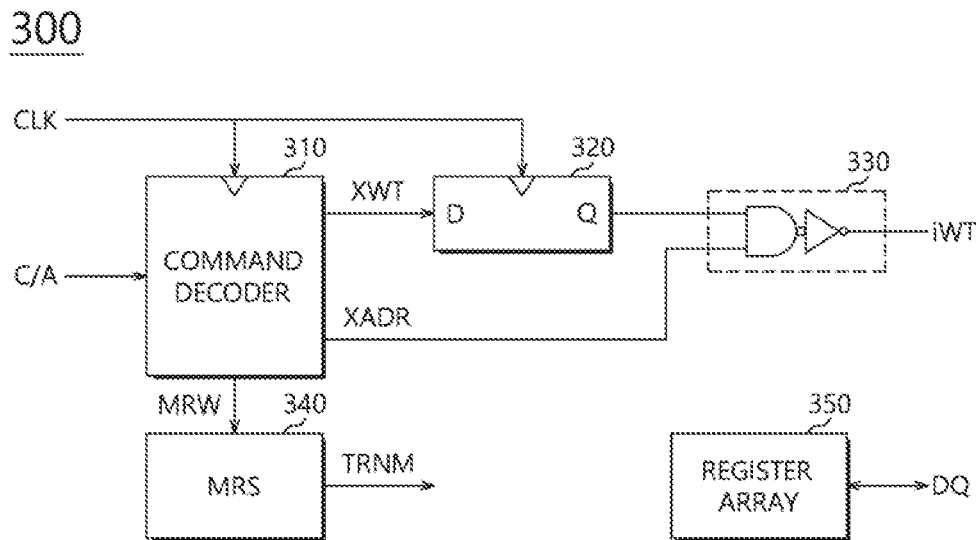 300
CLK
310
320
330
XWT
D
Q
iWT
C/A
COMMAND
DECODER
XADR
MRW
340
350
MRS
TRNM
REGISTER
ARRAY
DQ